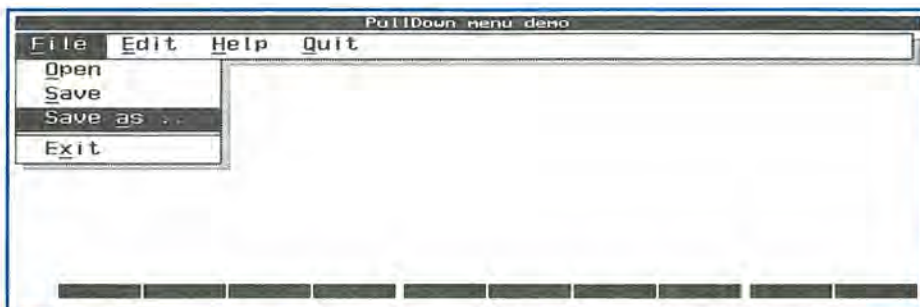 PullDown menu demo
File Edit Help Quit
Open
Save
Save as ..
Exit